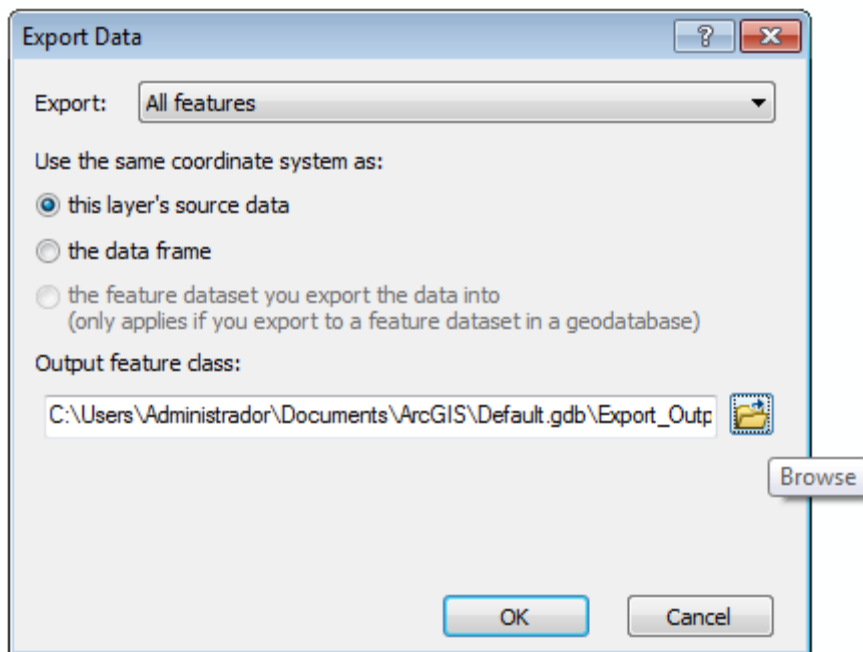 Export Data
?
Export: All features
Use the same coordinate system as:
this layer's source data
the data frame
the feature dataset you export the data into
(only applies if you export to a feature dataset in a geodatabase)
Output feature class:
C:\Users\Administrador\Documents\ArcGIS\Default.gdb\Export_Outp
Browse
OK Cancel